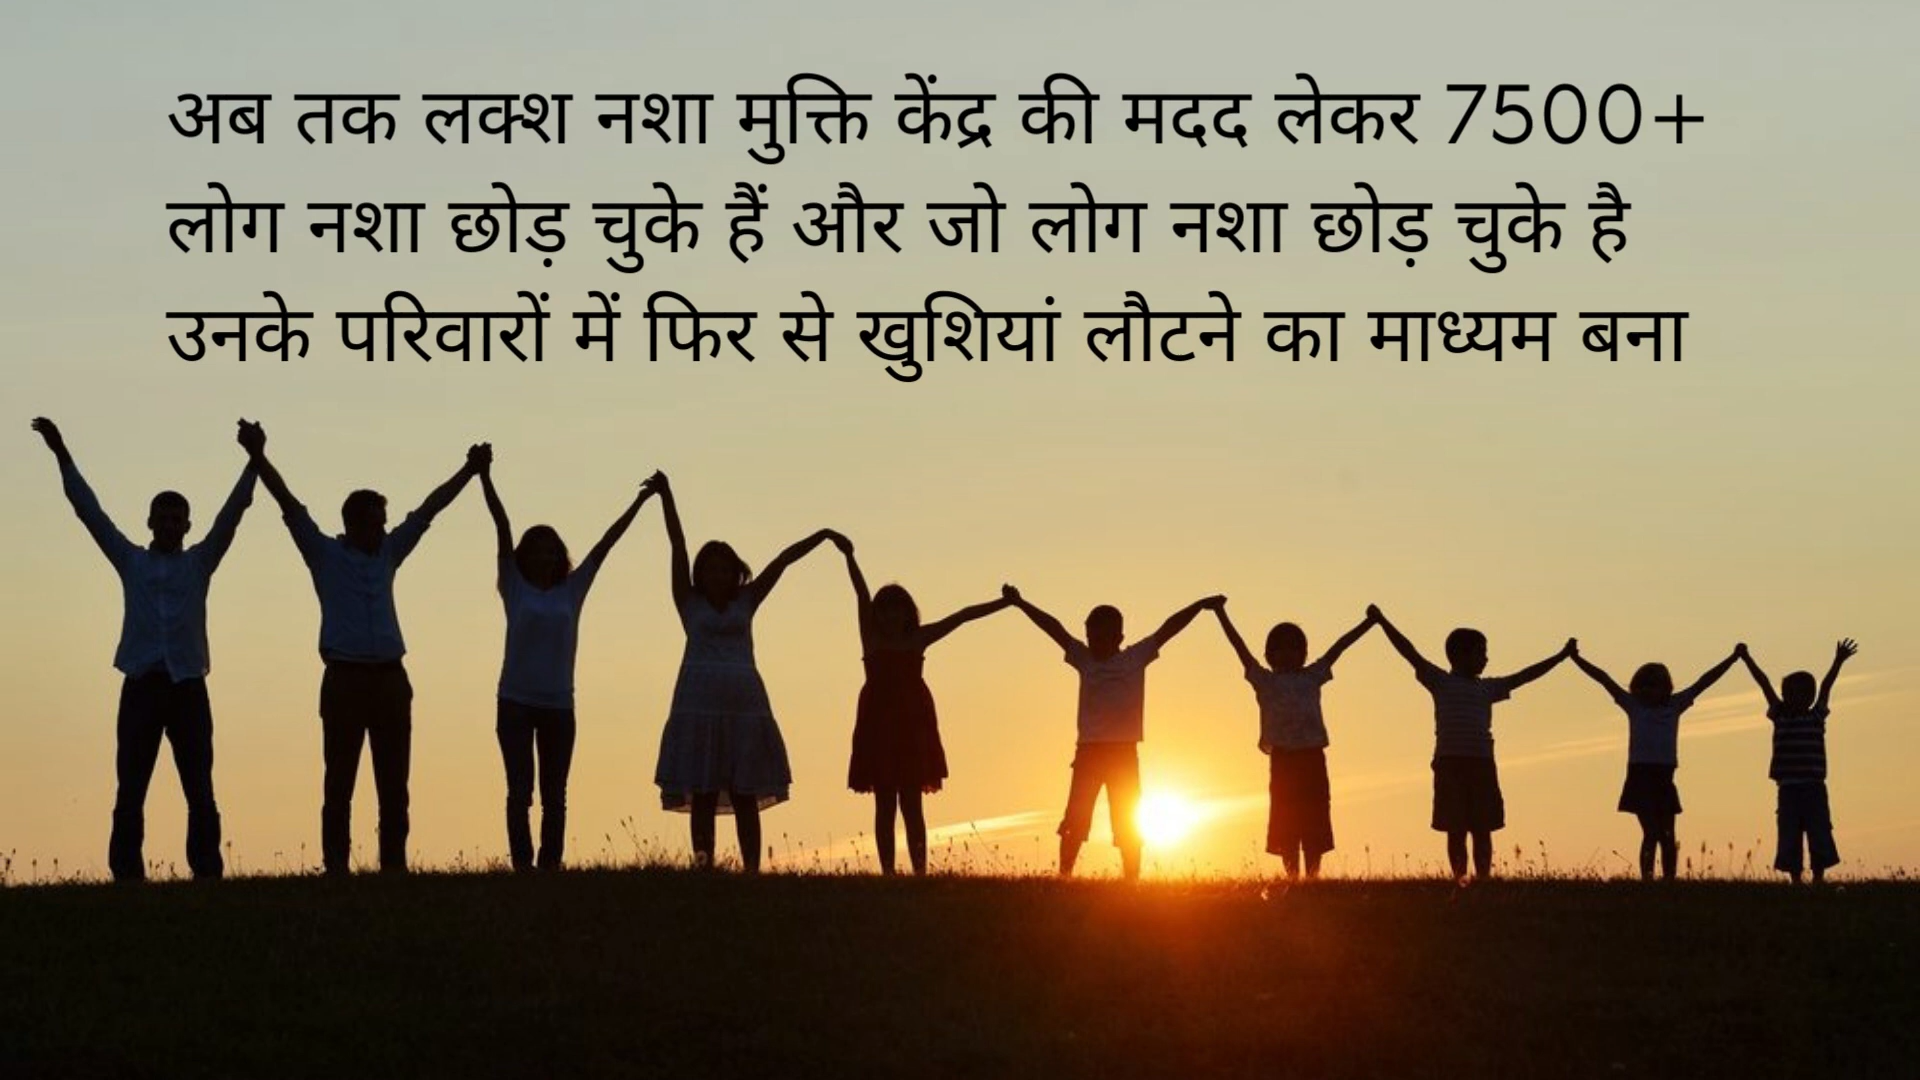 अब तक लक्श नशा मुक्ति केंद्र की मदद लेकर 7500+
लोग नशा छोड़ चुके हैं और जो लोग नशा छोड़ चुके है
उनके परिवारों में फिर से खुशियां लौटने का माध्यम बना